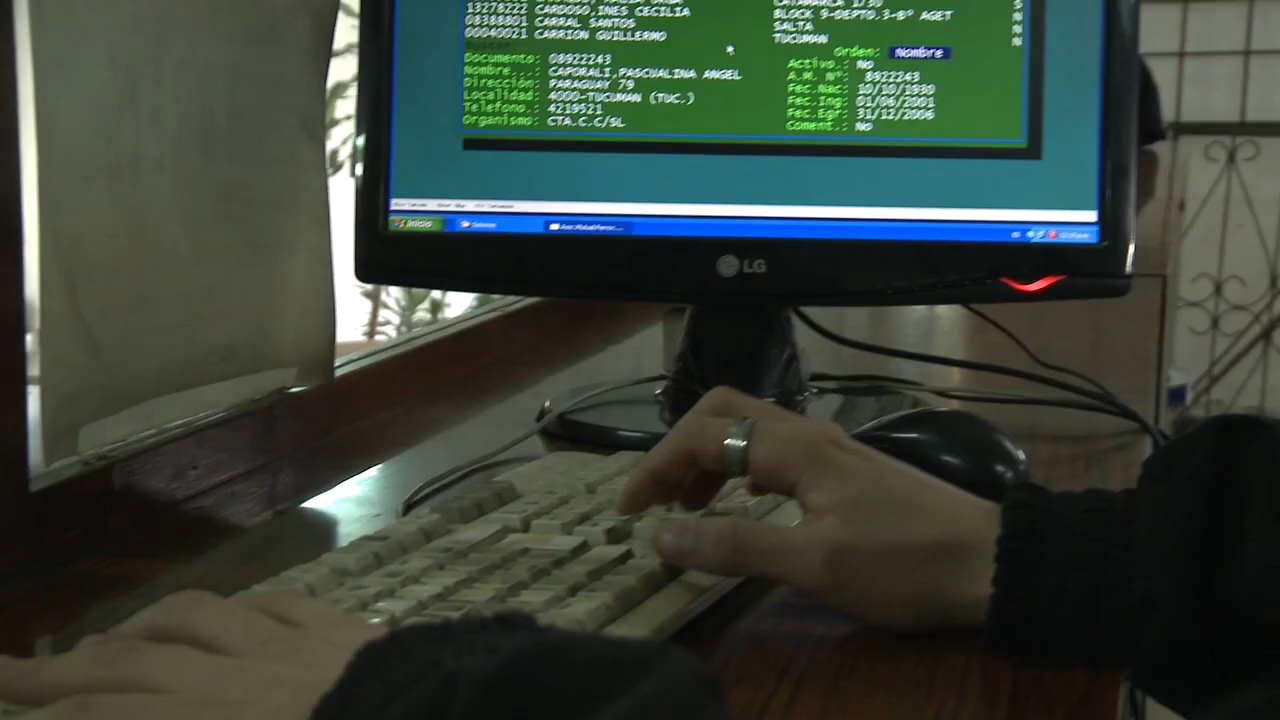 13278222 CARDOSO INES CECILIA BLOCK 9-DEPTO.3-Bº AGET
08388801 CARRAL SANTOS SALTA N
00040021 CARRION GUILLERMO TUCUMAN N
Orden: Nombre
Documento: 08922243 Activo.: No
Nombre...: CAPORALI,PASCUALINA ANGEL A.M. Nº: 8922243
Dirección: PARAGUAY 79 Fec.Nac: 10/10/1930
Localidad: 4000-TUCUMAN (TUC.) Fec.Ing: 01/06/2001
Telefono.: 4219521 Fec.Egr: 31/12/2006
Organismo: CTA.C.C/SL Coment.: No
Inicio
LG